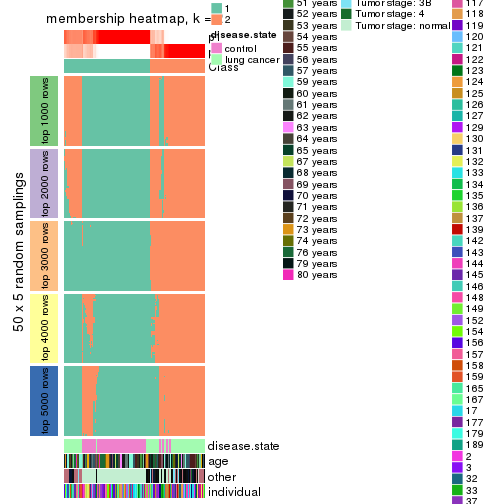 membership heatmap, k =
1
2
p1
disease.state
control
lung cancer
Class
50 x 5 random samplings
top 1000 rows
top 2000 rows
top 3000 rows
top 4000 rows
top 5000 rows
disease.state
age
other
individual
51 years
52 years
53 years
54 years
55 years
56 years
57 years
59 years
60 years
61 years
62 years
63 years
64 years
65 years
67 years
68 years
69 years
70 years
71 years
72 years
73 years
74 years
76 years
79 years
80 years
Tumor stage: 3B
Tumor stage: 4
Tumor stage: normal
117
118
119
120
121
122
123
124
125
126
127
129
130
131
132
133
134
135
136
137
139
142
143
144
145
146
148
149
152
154
156
157
158
159
165
167
17
177
179
189
2
3
32
33
37